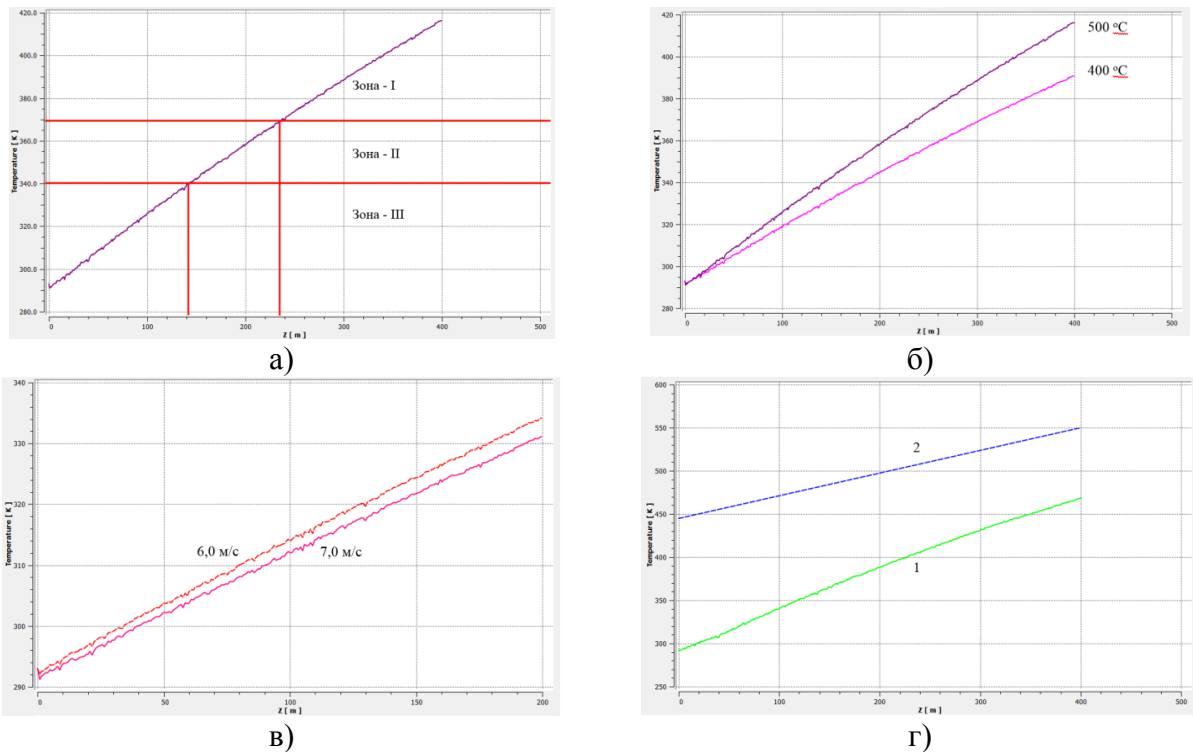 420.0
400.0
380.0
360.0
340.0
320.0
300.0
280.0
Temperature [ K ]
Зона - I
Зона - II
Зона - III
0 100 200 300 400 500
Z [ m ]
а)
420
400
380
360
340
320
300
280
Temperature [ K ]
500 °C
400 °C
0 100 200 300 400 500
Z [ m ]
б)
340
330
320
310
300
290
Temperature [ K ]
6,0 м/с 7,0 м/с
0 50 100 150 200
Z [ m ]
в)
600
550
500
450
400
350
300
250
Temperature [ K ]
2
1
0 100 200 300 400 500
Z [ m ]
г)